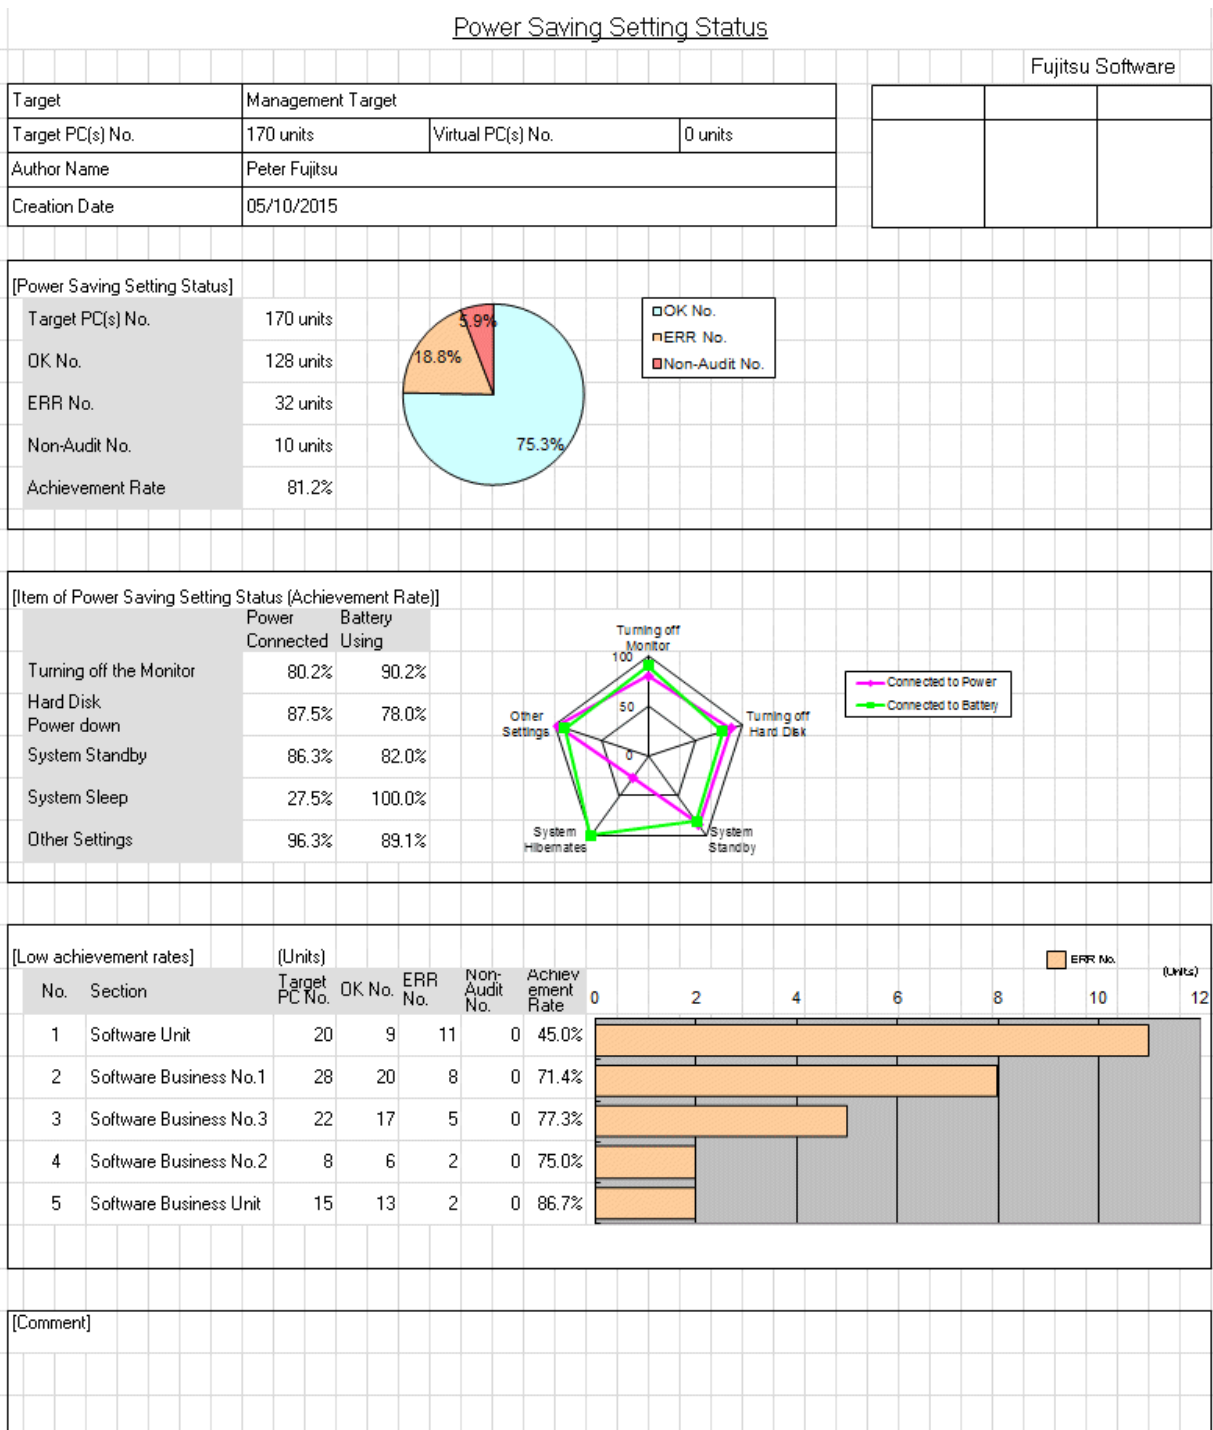 Power Saving Setting Status
Fujitsu Software
Target Management Target
Target PC(s) No. 170 units Virtual PC(s) No. 0 units
Author Name Peter Fujitsu
Creation Date 05/10/2015
[Power Saving Setting Status]
Target PC(s) No. 170 units
OK No. 128 units
ERR No. 32 units
Non-Audit No. 10 units
Achievement Rate 81.2%
5.9%
18.8%
75.3%
OK No.
ERR No.
Non-Audit No.
[Item of Power Saving Setting Status (Achievement Rate)]
Power Battery
Connected Using
Turning off the Monitor 80.2% 90.2%
Hard Disk
Power down 87.5% 78.0%
System Standby 86.3% 82.0%
System Sleep 27.5% 100.0%
Other Settings 96.3% 89.1%
Turning off
Monitor
100
50
0
Other
Settings
Turning off
Hard Disk
System
Hibernates
System
Standby
Connected to Power
Connected to Battery
[Low achievement rates] (Units)
No. Section Target PC No. OK No. ERR No. Non-Audit No. Achievement Rate
1 Software Unit 20 9 11 0 45.0%
2 Software Business No.1 28 20 8 0 71.4%
3 Software Business No.3 22 17 5 0 77.3%
4 Software Business No.2 8 6 2 0 75.0%
5 Software Business Unit 15 13 2 0 86.7%
ERR No.
(Units)
0 2 4 6 8 10 12
[Comment]